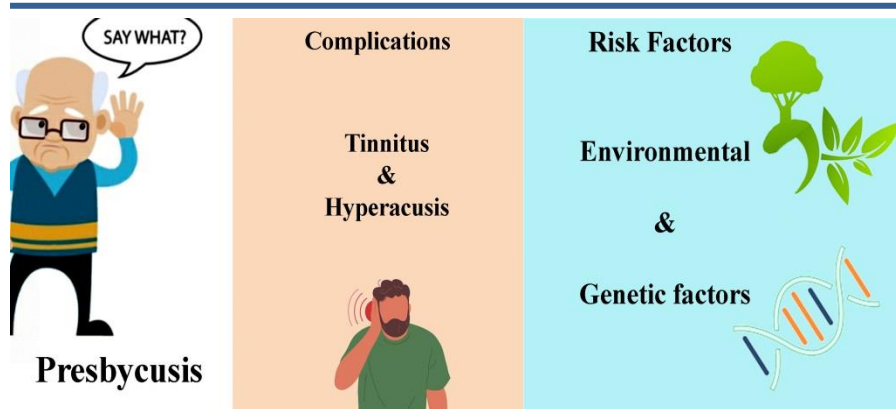 SAY WHAT?
Presbycusis
Complications
Tinnitus
&
Hyperacusis
Risk Factors
Environmental
&
Genetic factors